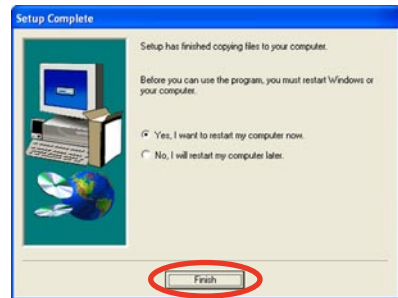 Setup Complete
Setup has finished copying files to your computer.
Before you can use the program, you must restart Windows or
your computer.
Yes, I want to restart my computer now.
No, I will restart my computer later.
Finish